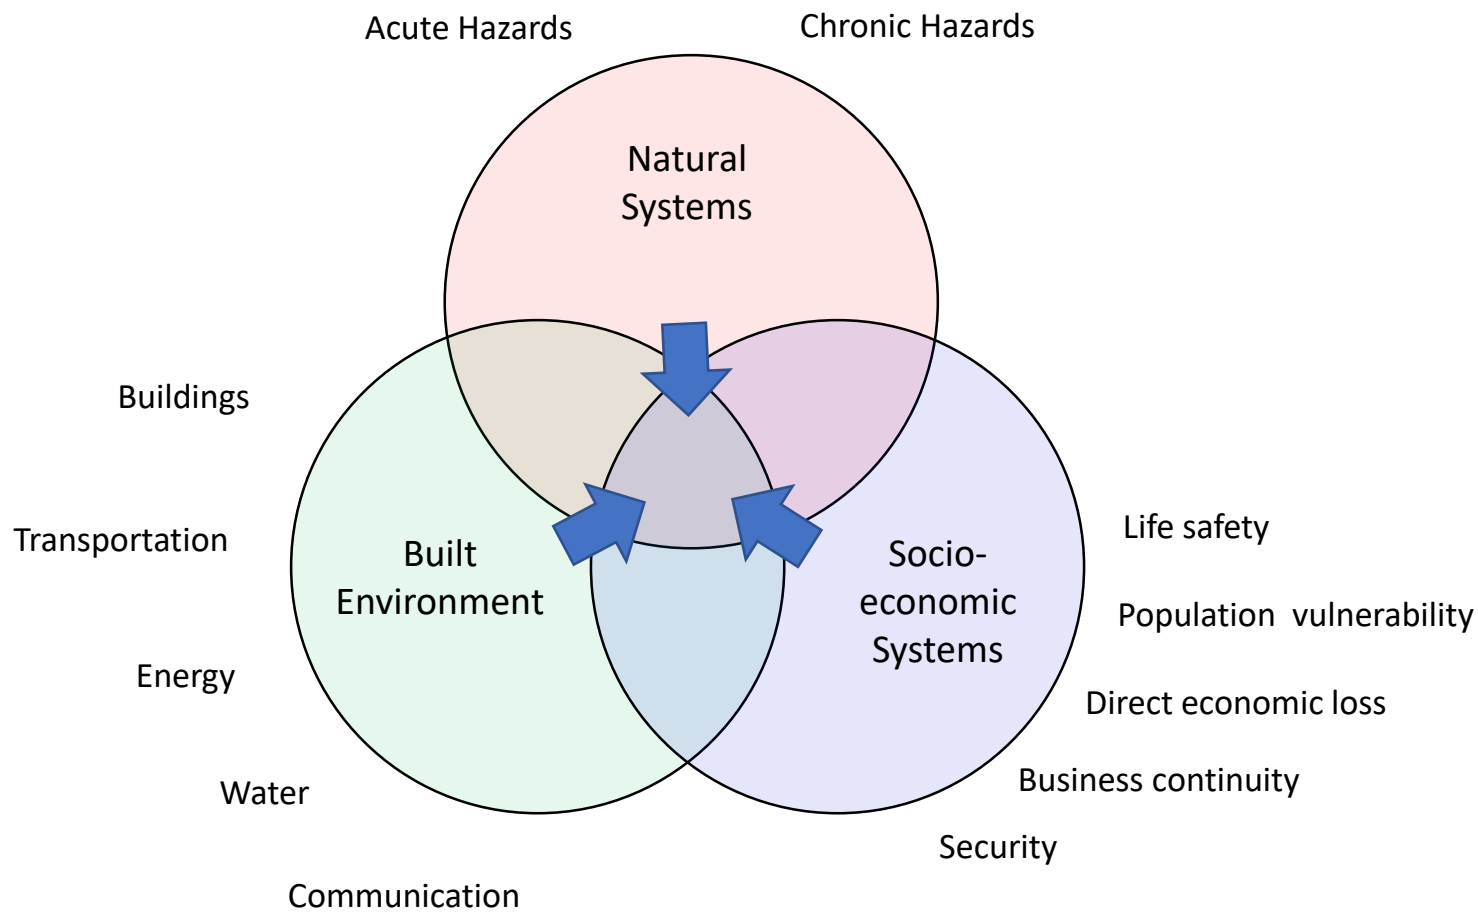 Acute Hazards
Chronic Hazards
Natural
Systems
Buildings
Transportation
Energy
Water
Communication
Built
Environment
Socio-
economic
Systems
Life safety
Population vulnerability
Direct economic loss
Business continuity
Security